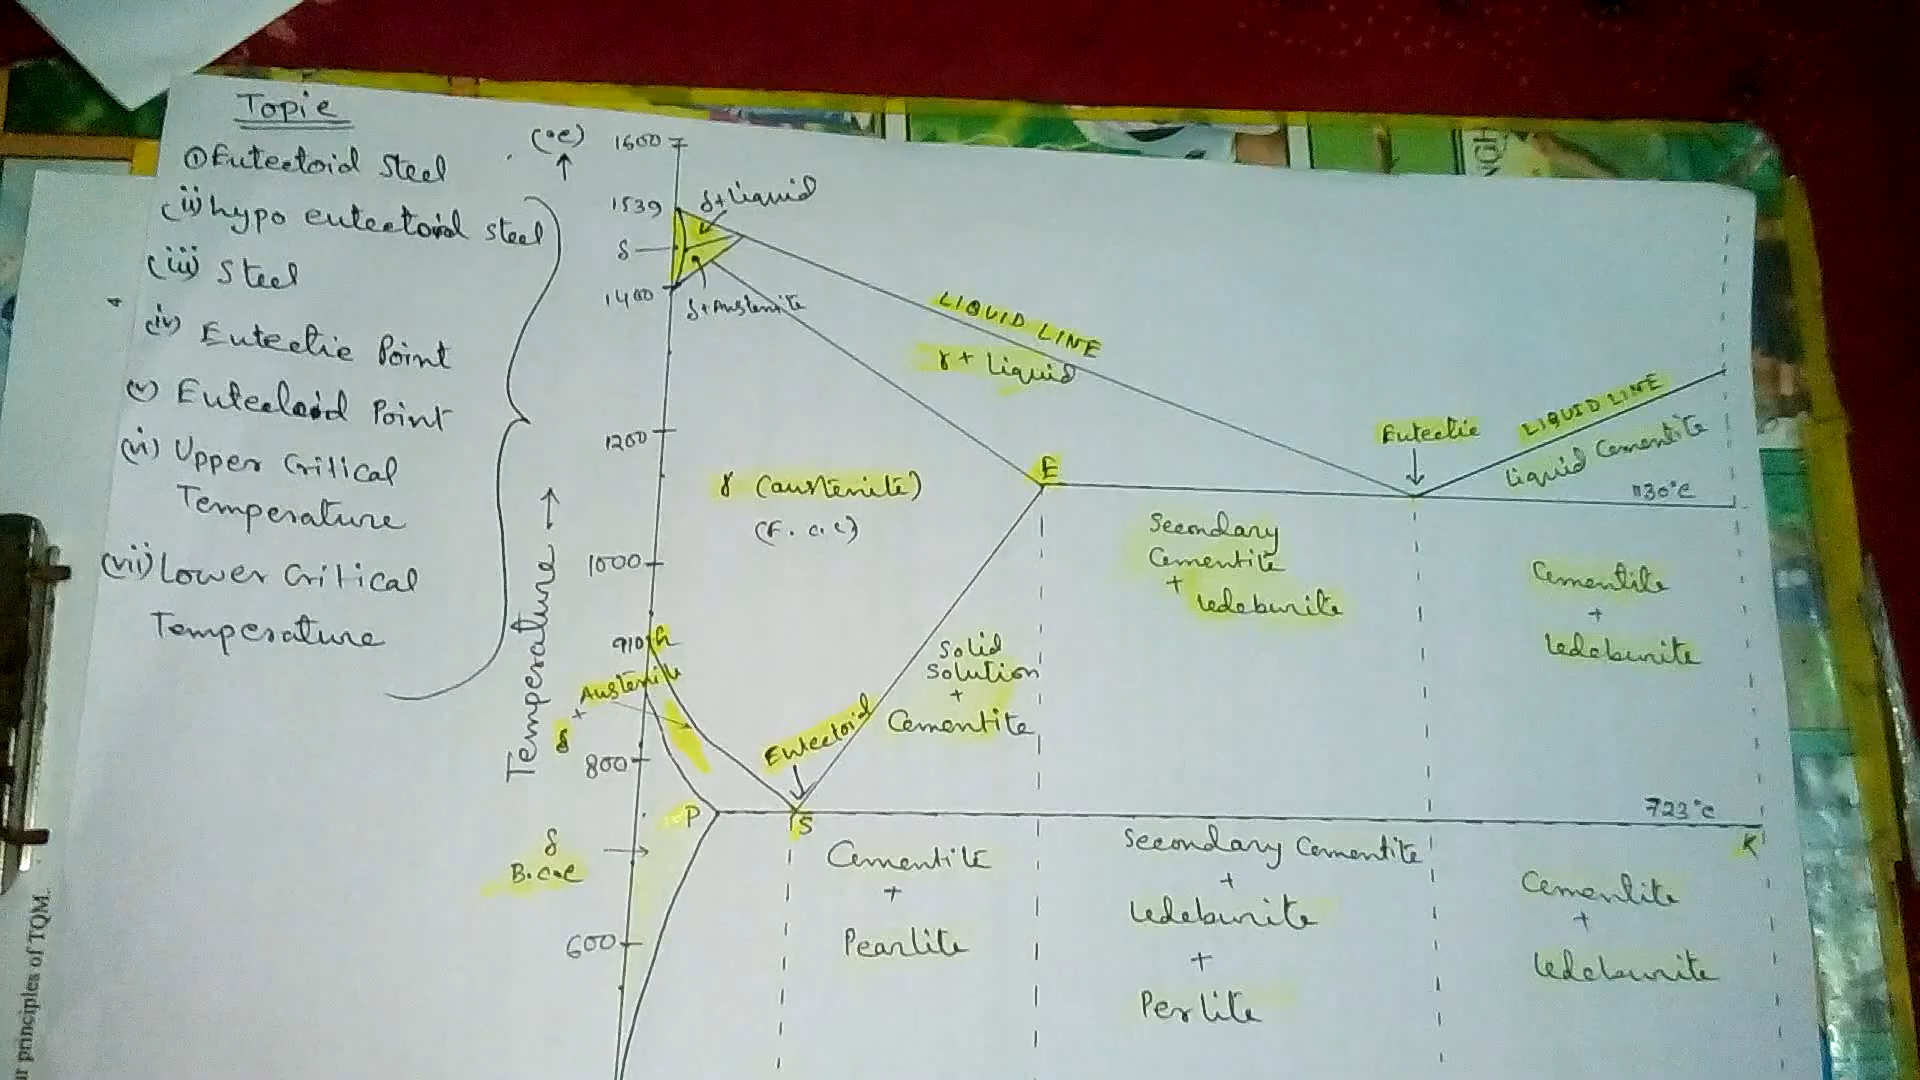 Topic
(i) Eutectoid Steel
(ii) hypo eutectoid steel
(iii) Steel
(iv) Eutectic Point
(v) Eutectoid Point
(vi) Upper Critical
Temperature
(vii) Lower Critical
Temperature
(°c)
Temperature →
1600
1539
δ
1400
1200
1000
910
800
600
δ+Liquid
δ+Austenite
LIQUID LINE
γ + Liquid
Eutectic
LIQUID LINE
Liquid Cementite
1130°C
E
γ (austenite)
(F.C.C)
Secondary
Cementite
+
Ledeburite
Cementite
+
Ledeburite
G
Austenite
+
δ
Solid
Solution
+
Cementite
Eutectoid
P
S
723°C
K
δ
B.C.C
Cementite
+
Pearlite
Secondary Cementite
+
Ledeburite
+
Perlite
Cementite
+
Ledeburite
r principles of TQM.